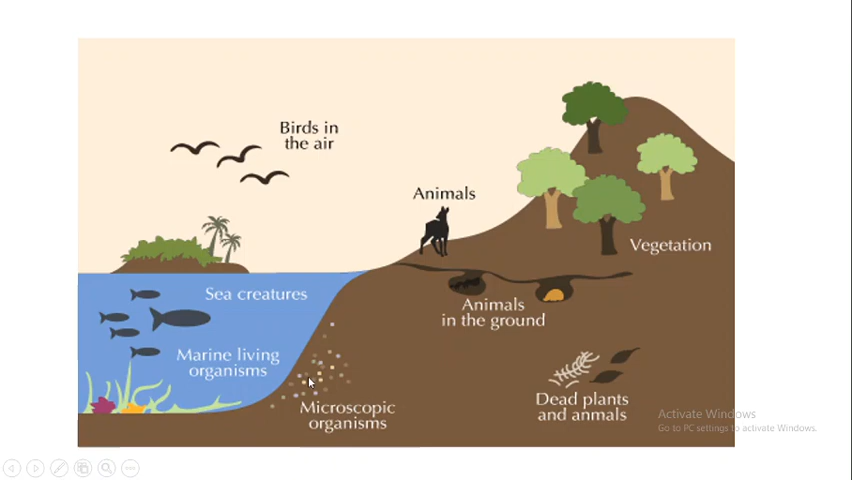 Birds in
the air
Animals
Vegetation
Sea creatures
Animals
in the ground
Marine living
organisms
Microscopic
organisms
Dead plants
and anmals
Activate Windows
Go to PC settings to activate Windows.